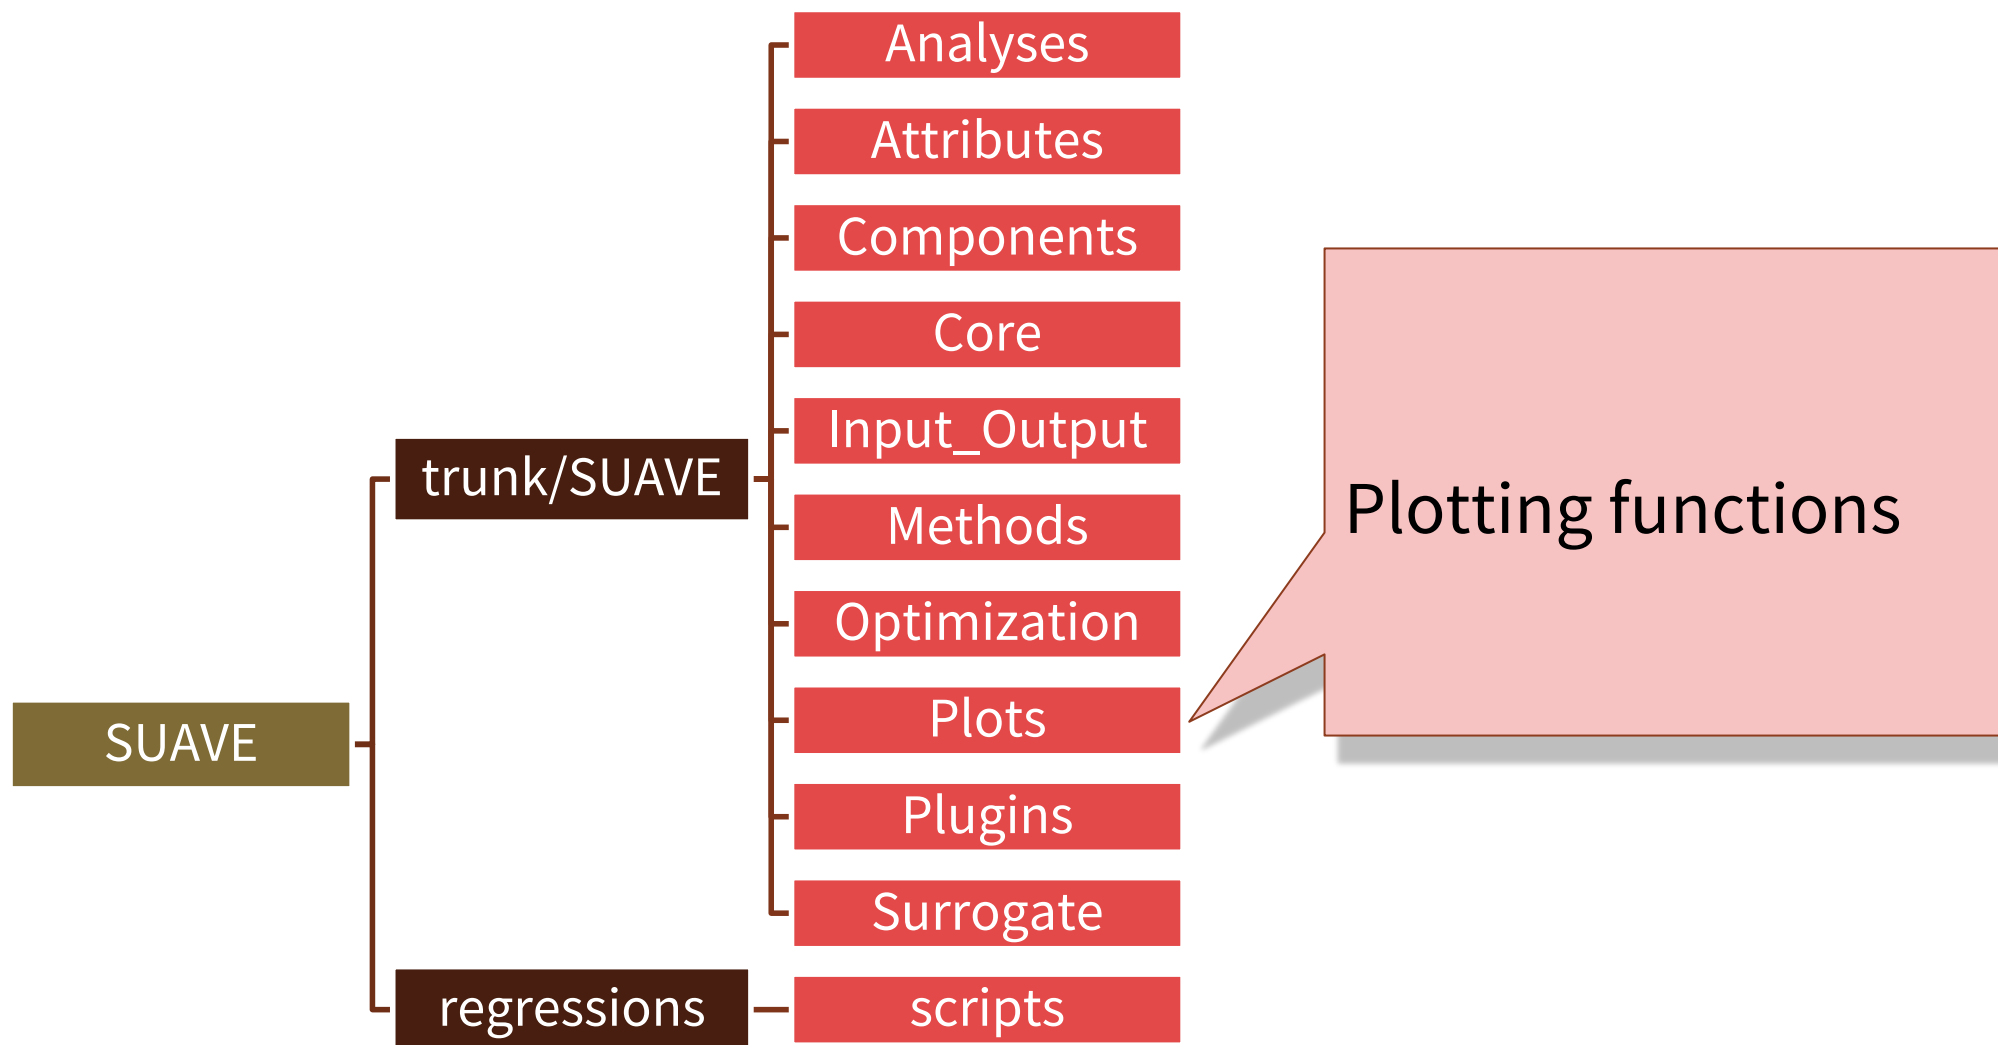 Analyses
Attributes
Components
Core
Input_Output
trunk/SUAVE
Methods
Plotting functions
Optimization
Plots
SUAVE
Plugins
Surrogate
regressions
scripts